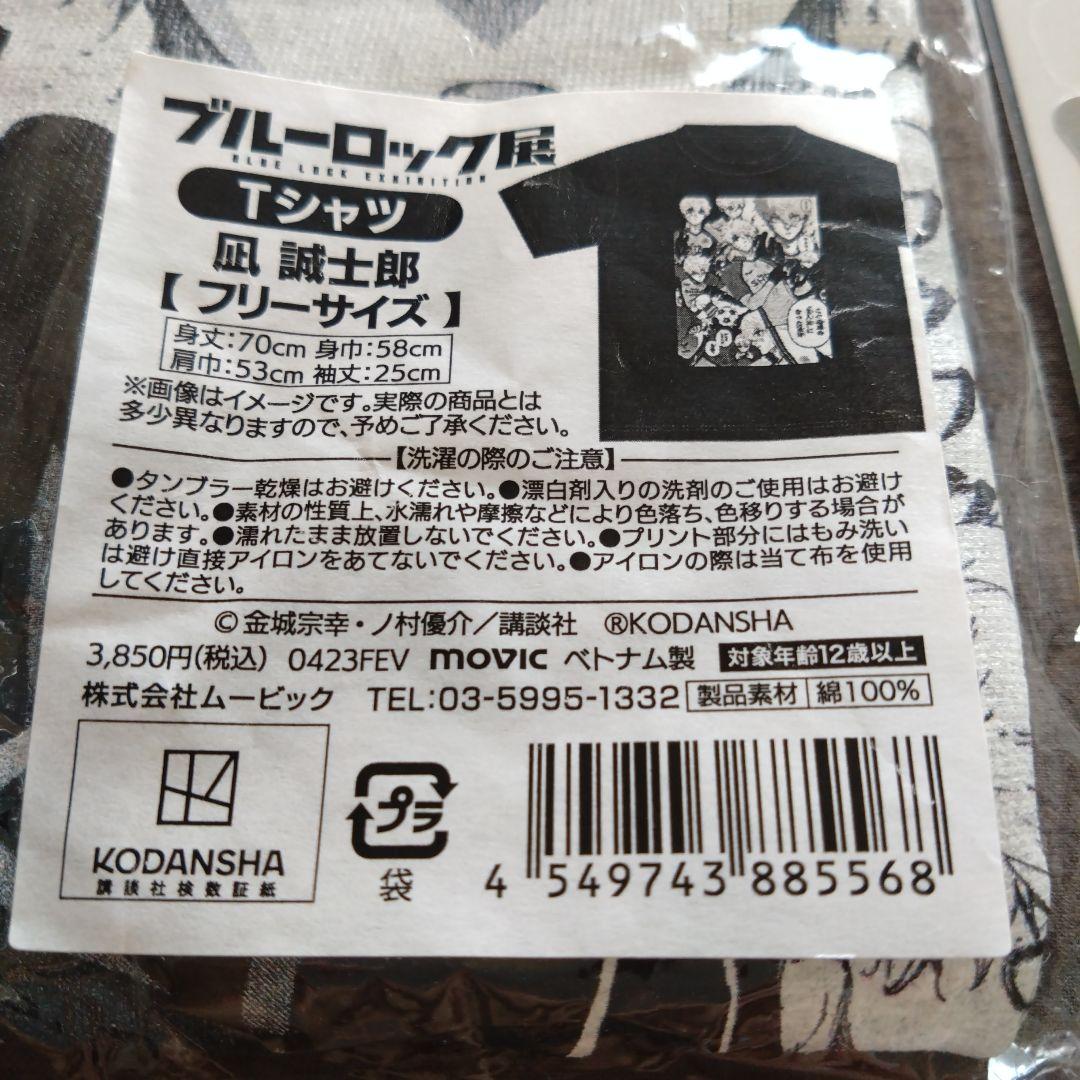 ブルーロック展
BLUE LOCK EXHIBITION
Tシャツ
凪 誠士郎
【 フリーサイズ 】
身丈:70cm 身巾:58cm
肩巾:53cm 袖丈:25cm
※画像はイメージです。実際の商品とは
多少異なりますので、予めご了承ください。
【洗濯の際のご注意】
●タンブラー乾燥はお避けください。●漂白剤入りの洗剤のご使用はお避け
ください。●素材の性質上、水濡れや摩擦などにより色落ち、色移りする場合が
あります。●濡れたまま放置しないでください。●プリント部分にはもみ洗い
は避け直接アイロンをあてないでください。●アイロンの際は当て布を使用
してください。
©金城宗幸・ノ村優介／講談社 ®KODANSHA
3,850円(税込) 0423FEV movic ベトナム製 対象年齢12歳以上
株式会社ムービック TEL:03-5995-1332 製品素材 綿100%
KODANSHA
講談社検数証紙
プラ
袋
4 549743 885568